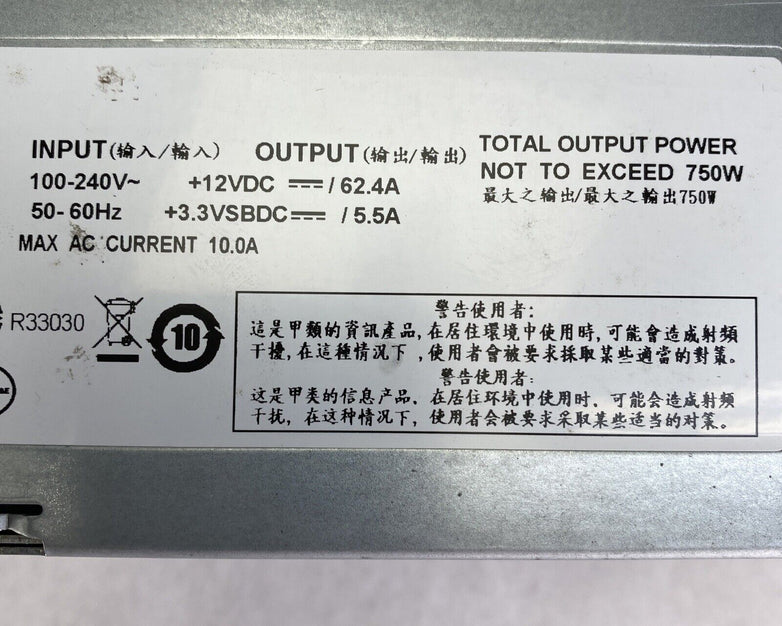 INPUT(输入/輸入)
100-240V~
50- 60Hz
MAX AC CURRENT 10.0A
OUTPUT(输出/輸出)
+12VDC ⎓ / 62.4A
+3.3VSBDC ⎓ / 5.5A
TOTAL OUTPUT POWER
NOT TO EXCEED 750W
最大之输出/最大之輸出750W
R33030
10
警告使用者:
這是甲類的資訊產品,在居住環境中使用時,可能會造成射頻
干擾,在這種情況下,使用者會被要求採取某些適當的對策。
警告使用者:
这是甲类的信息产品, 在居住环境中使用时, 可能会造成射频
干扰, 在这种情况下, 使用者会被要求采取某些适当的对策。